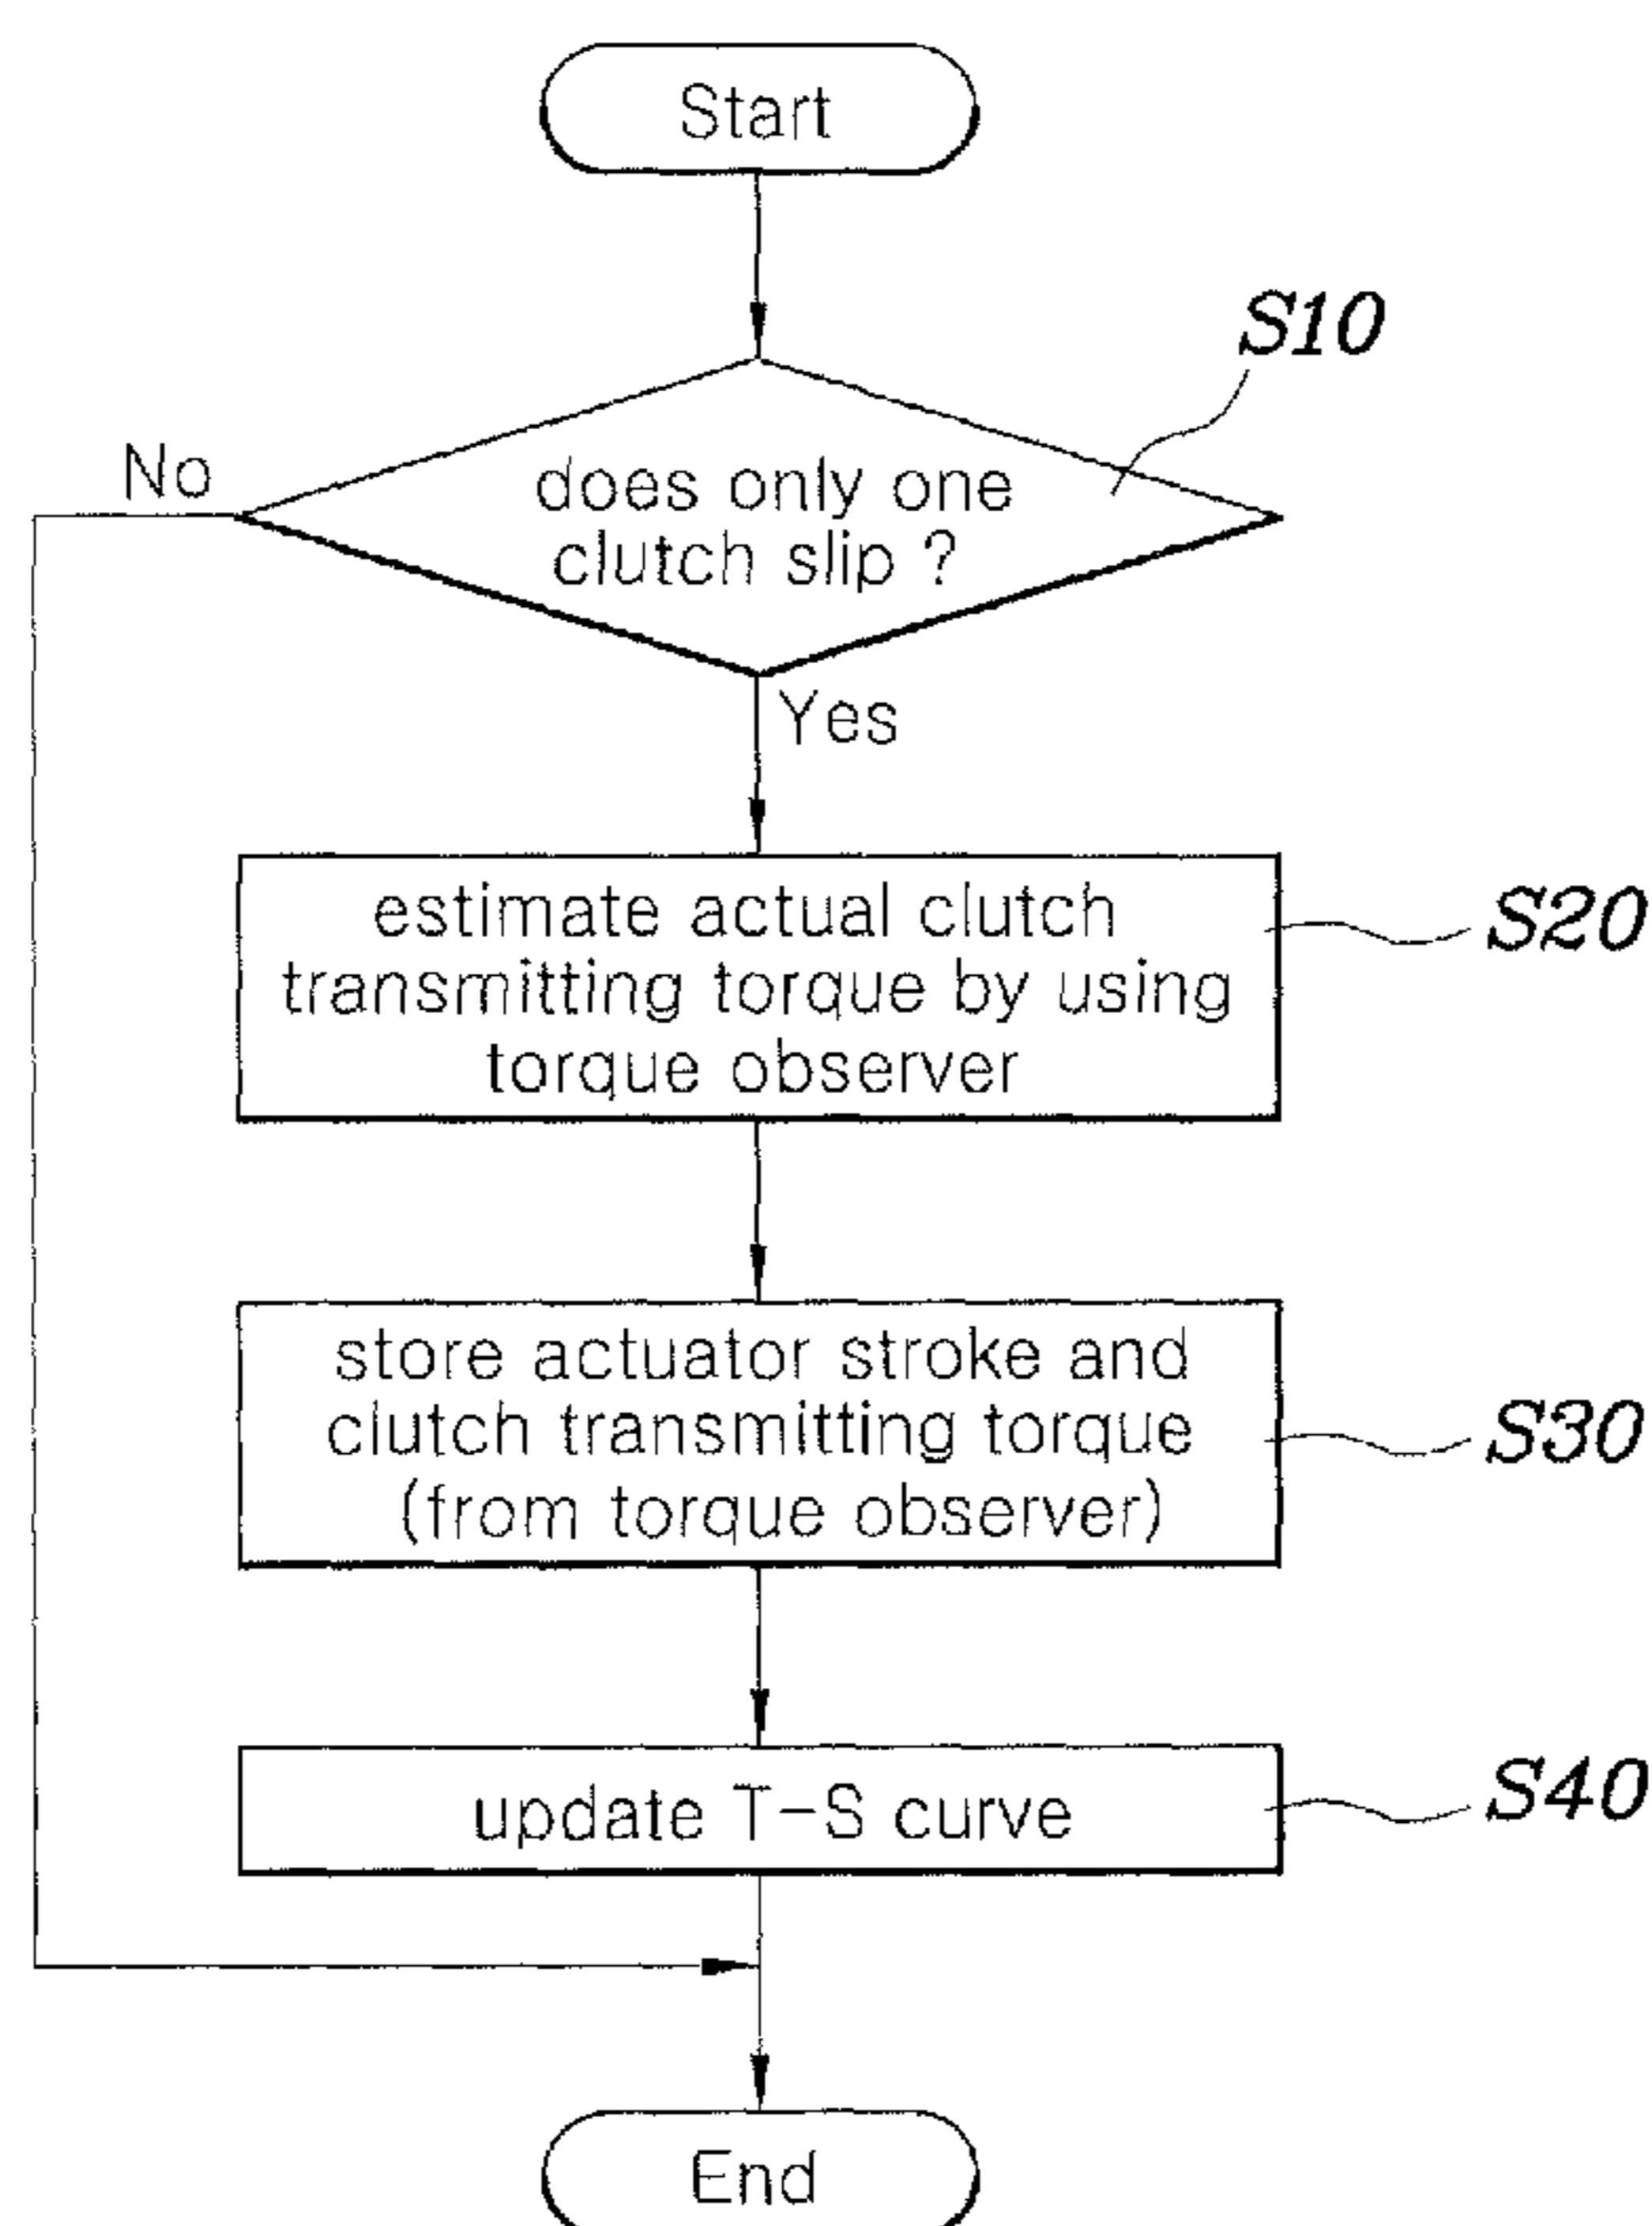 Start
S10
No
does only one
clutch slip ?
Yes
estimate actual clutch
transmitting torque by using
torque observer
S20
store actuator stroke and
clutch transmitting torque
(from torque observer)
S30
update T-S curve
S40
End